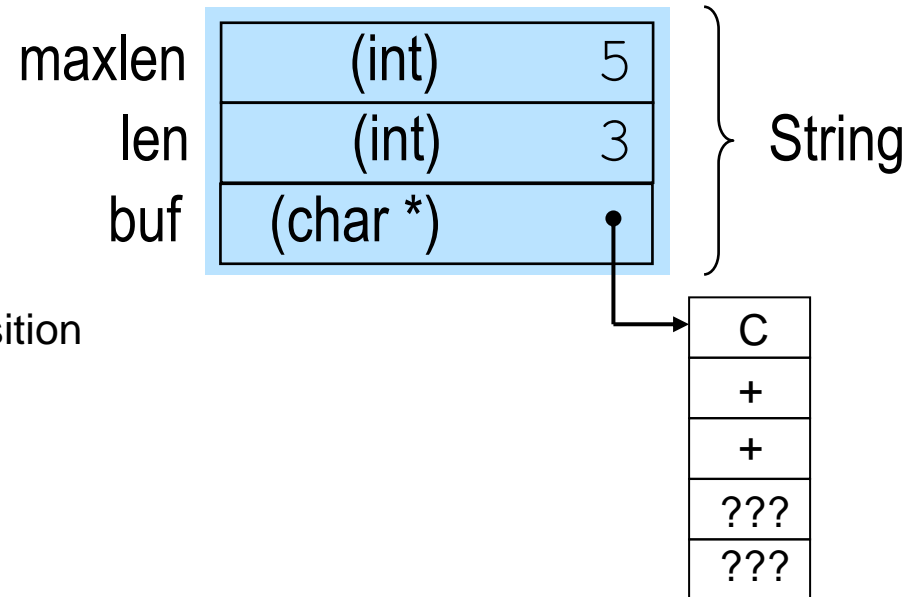 maxlen (int) 5
len (int) 3 String
buf (char *)
sition
C
+
+
???
???